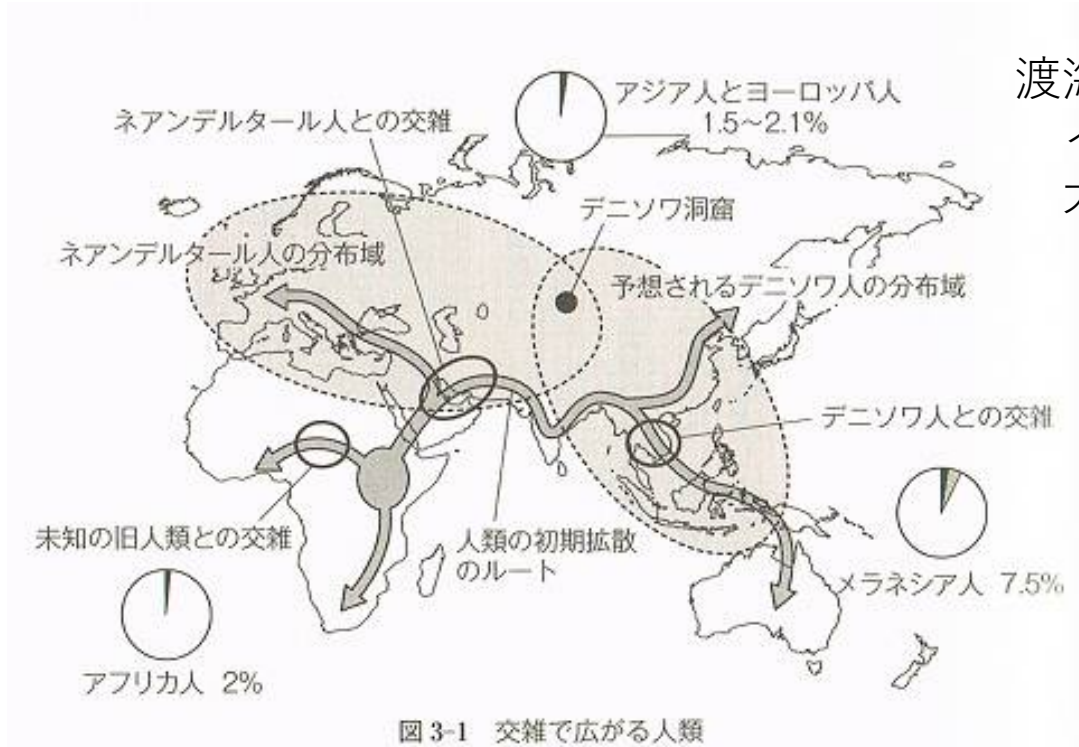 渡
アジア人とヨーロッパ人
1.5～2.1%
ネアンデルタール人との交雑
デニソワ洞窟
ネアンデルタール人の分布域
予想されるデニソワ人の分布域
デニソワ人との交雑
未知の旧人類との交雑
人類の初期拡散
のルート
メラネシア人 7.5%
アフリカ人 2%
図3-1 交雑で広がる人類